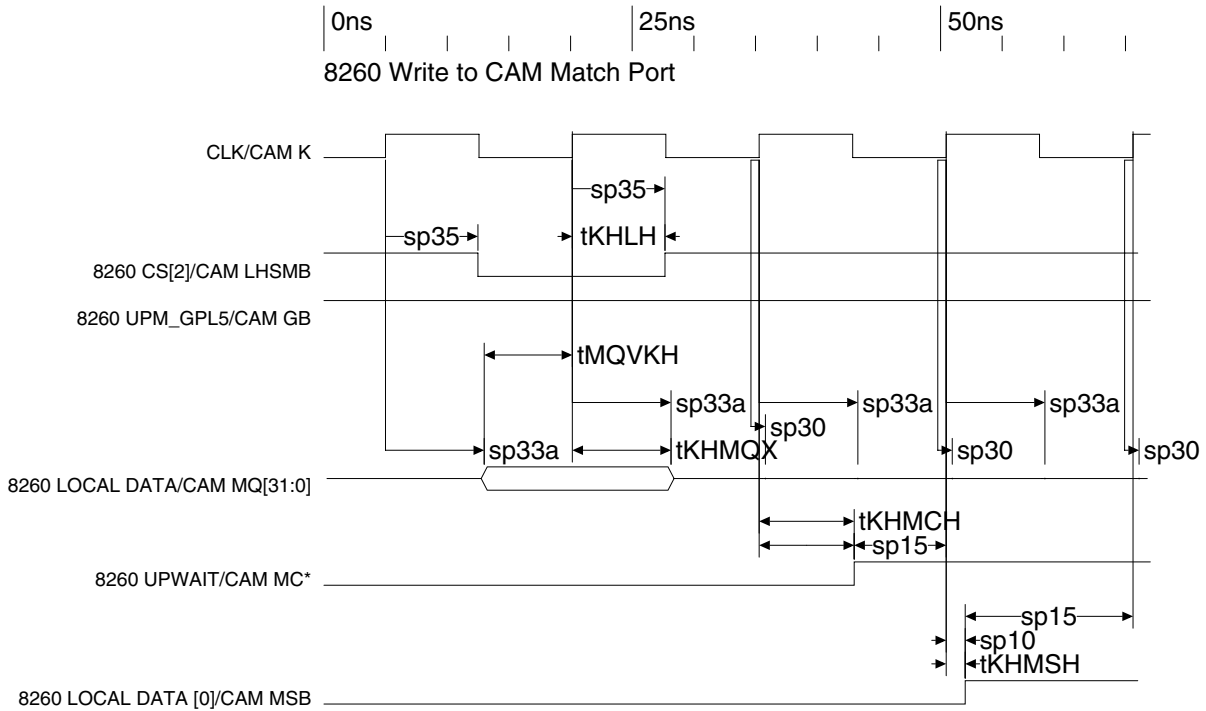 0ns 25ns 50ns
8260 Write to CAM Match Port
CLK/CAM K
sp35
sp35 tKHLH
8260 CS[2]/CAM LHSMB
8260 UPM_GPL5/CAM GB
tMQVKH
sp33a sp33a sp33a
sp30
sp33a tKHMQX sp30 sp30
8260 LOCAL DATA/CAM MQ[31:0]
tKHMCH
sp15
8260 UPWAIT/CAM MC*
sp15
sp10
tKHMSH
8260 LOCAL DATA [0]/CAM MSB